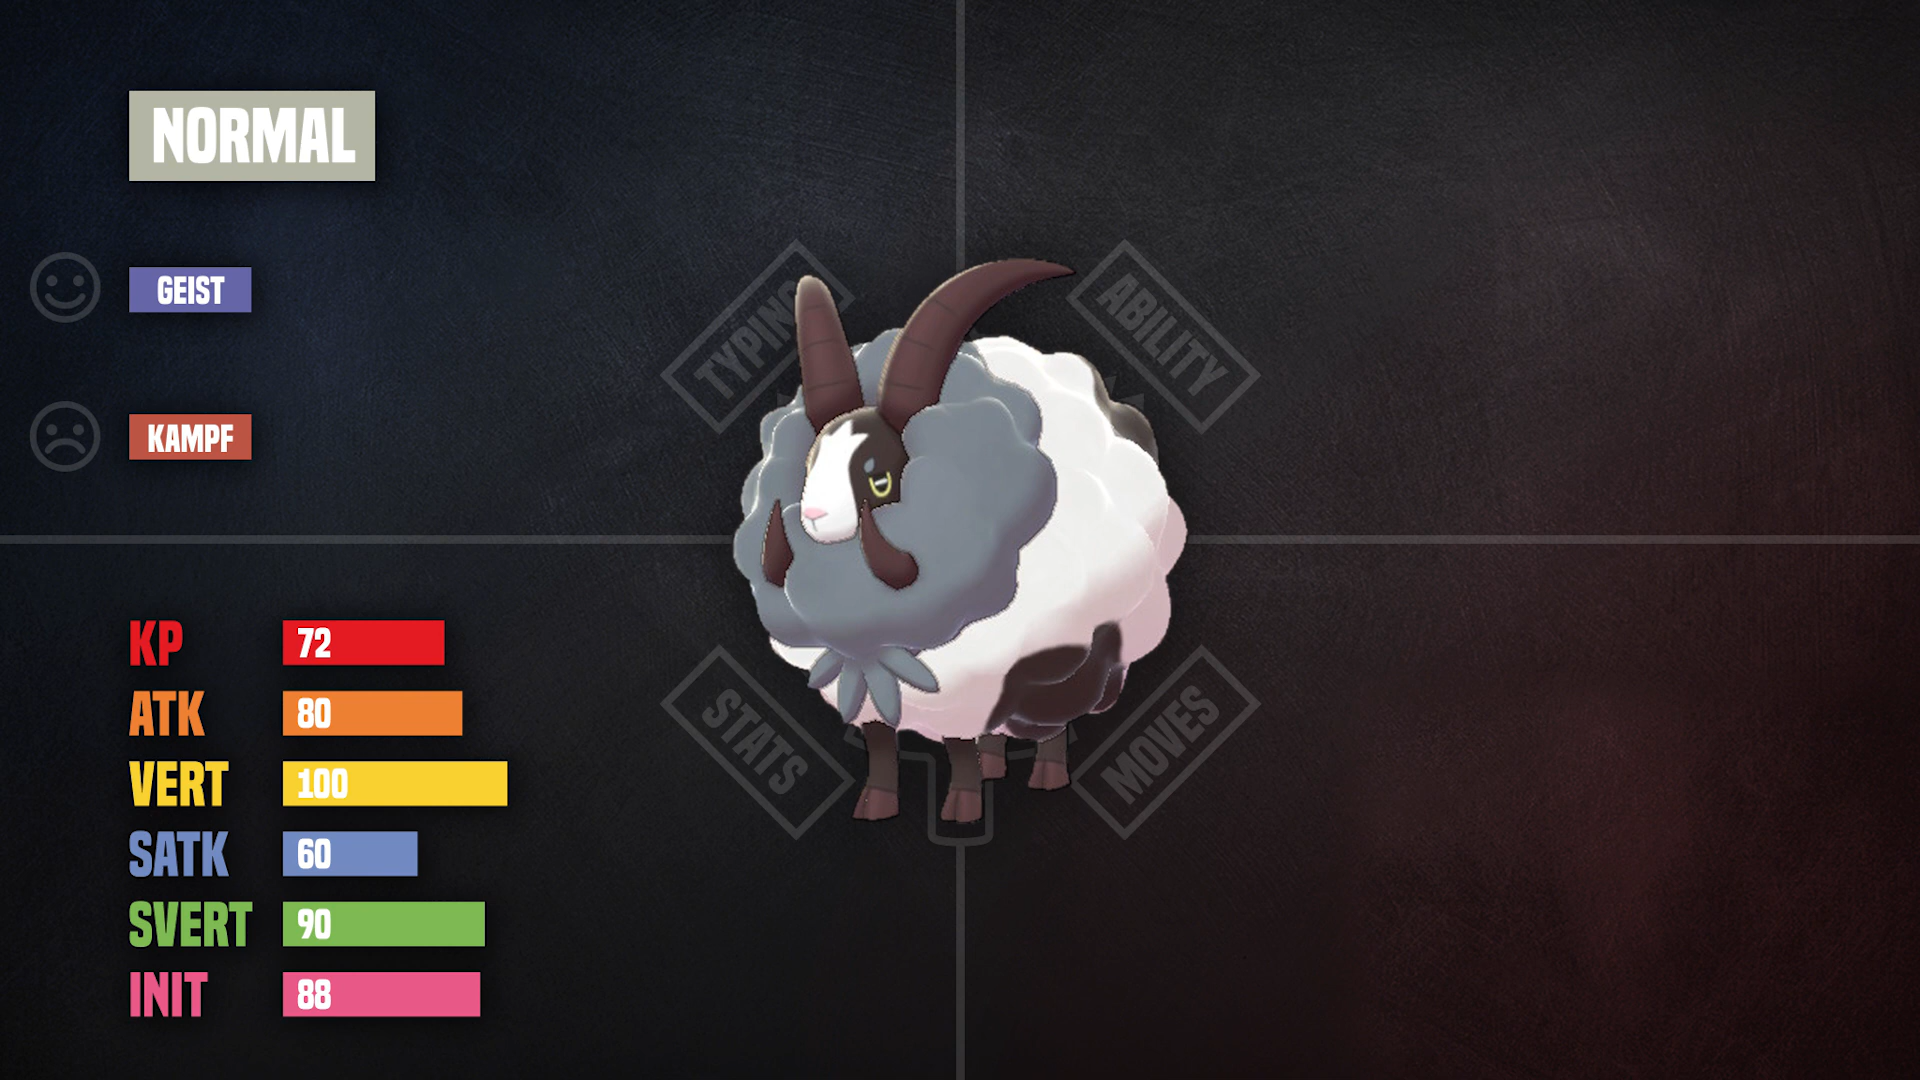 NORMAL
GEIST
KAMPF
TYPING
ABILITY
KP 72
ATK 80
VERT 100
SATK 60
SVERT 90
INIT 88
STATS
MOVES